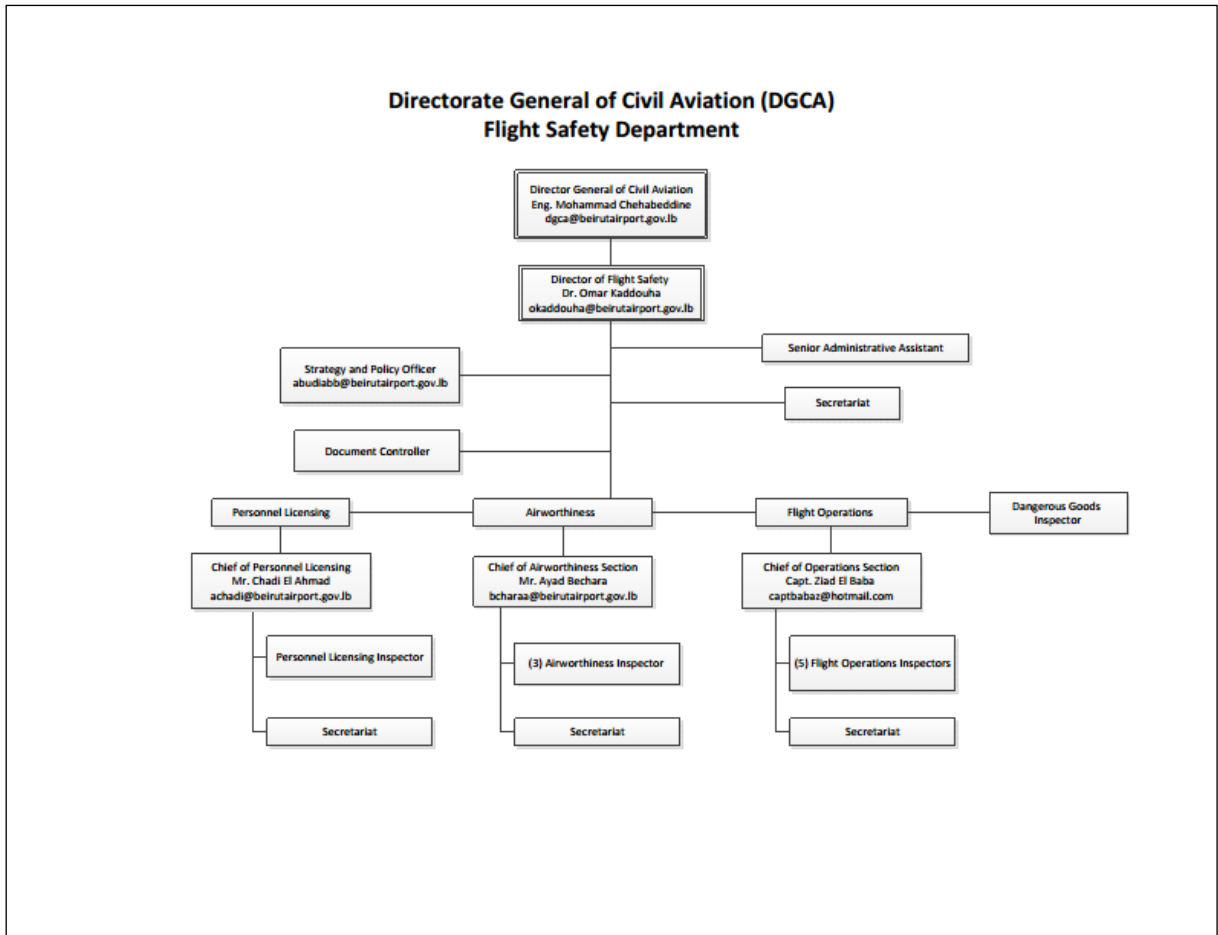 Directorate General of Civil Aviation (DGCA)
Flight Safety Department
Director General of Civil Aviation
Eng. Mohammad Chehabeddine
dgca@beirutairport.gov.lb
Director of Flight Safety
Dr. Omar Kaddouha
okaddouha@beirutairport.gov.lb
Senior Administrative Assistant
Strategy and Policy Officer
abudiabb@beirutairport.gov.lb
Secretariat
Document Controller
Personnel Licensing
Airworthiness
Flight Operations
Dangerous Goods
Inspector
Chief of Personnel Licensing
Mr. Chadi El Ahmad
achadi@beirutairport.gov.lb
Chief of Airworthiness Section
Mr. Ayad Bechara
bcharaa@beirutairport.gov.lb
Chief of Operations Section
Capt. Ziad El Baba
captbabaz@hotmail.com
Personnel Licensing Inspector
(3) Airworthiness Inspector
(5) Flight Operations Inspectors
Secretariat
Secretariat
Secretariat